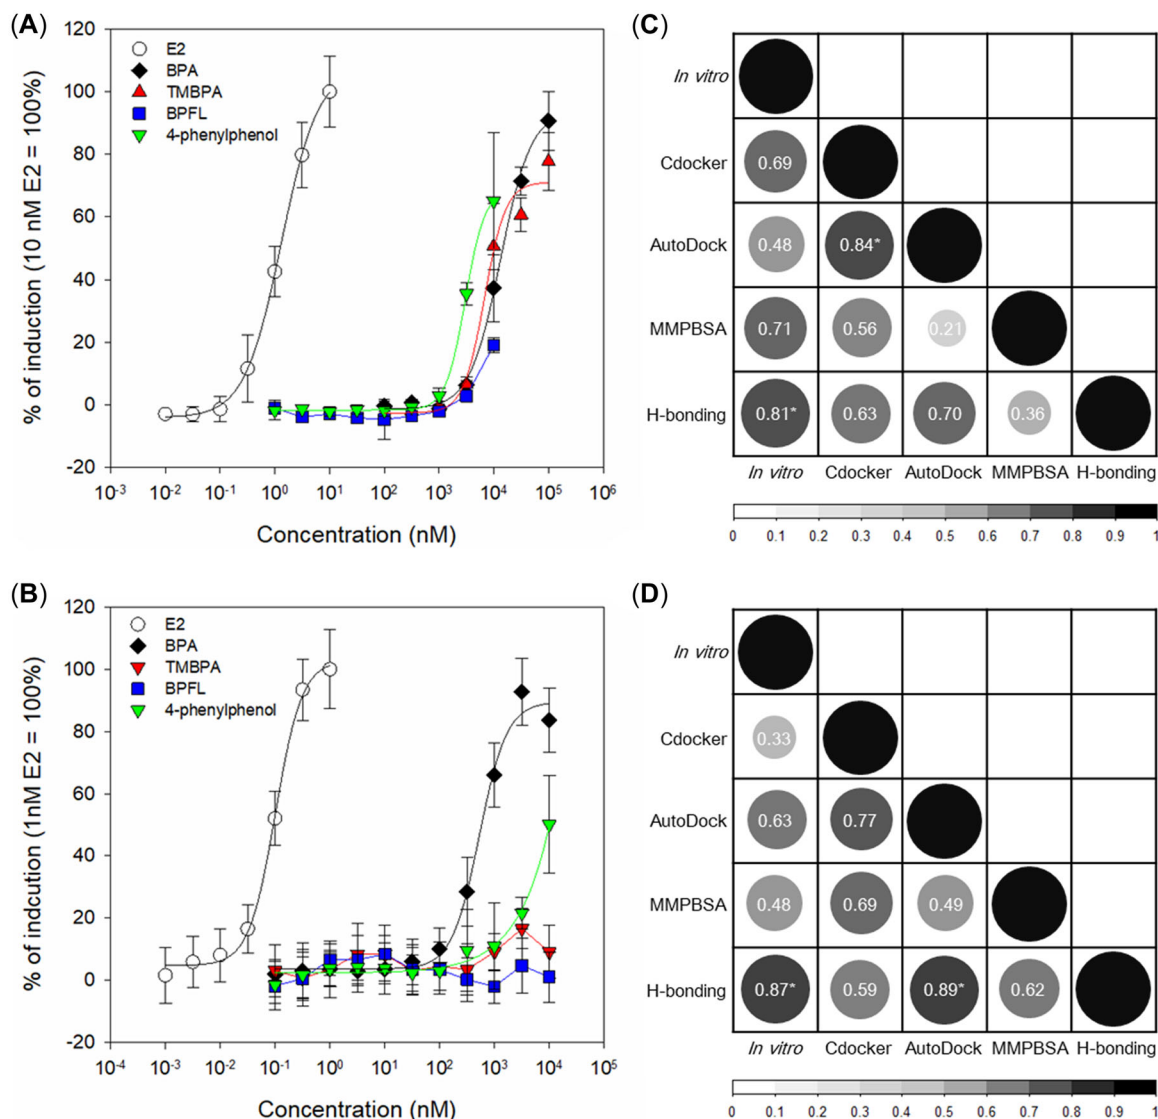 (A)
% of induction (10 nM E2 = 100%)
E2
BPA
TMBPA
BPFL
4-phenylphenol
120
100
80
60
40
20
0
-20
10⁻³ 10⁻² 10⁻¹ 10⁰ 10¹ 10² 10³ 10⁴ 10⁵ 10⁶
Concentration (nM)
(C)
In vitro
Cdocker 0.69
AutoDock 0.48 0.84*
MMPBSA 0.71 0.56 0.21
H-bonding 0.81* 0.63 0.70 0.36
In vitro Cdocker AutoDock MMPBSA H-bonding
0 0.1 0.2 0.3 0.4 0.5 0.6 0.7 0.8 0.9 1
(B)
% of indcution (1nM E2 = 100%)
E2
BPA
TMBPA
BPFL
4-phenylphenol
120
100
80
60
40
20
0
-20
10⁻⁴ 10⁻³ 10⁻² 10⁻¹ 10⁰ 10¹ 10² 10³ 10⁴ 10⁵
Concentration (nM)
(D)
In vitro
Cdocker 0.33
AutoDock 0.63 0.77
MMPBSA 0.48 0.69 0.49
H-bonding 0.87* 0.59 0.89* 0.62
In vitro Cdocker AutoDock MMPBSA H-bonding
0 0.1 0.2 0.3 0.4 0.5 0.6 0.7 0.8 0.9 1